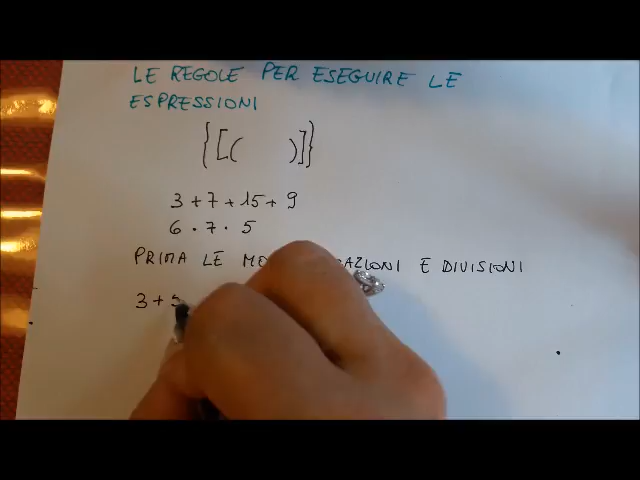 LE REGOLE PER ESEGUIRE LE
ESPRESSIONI
{[( )]}
3 + 7 + 15 + 9
6 · 7 · 5
PRIMA LE E DIVISIONI
3 + 5